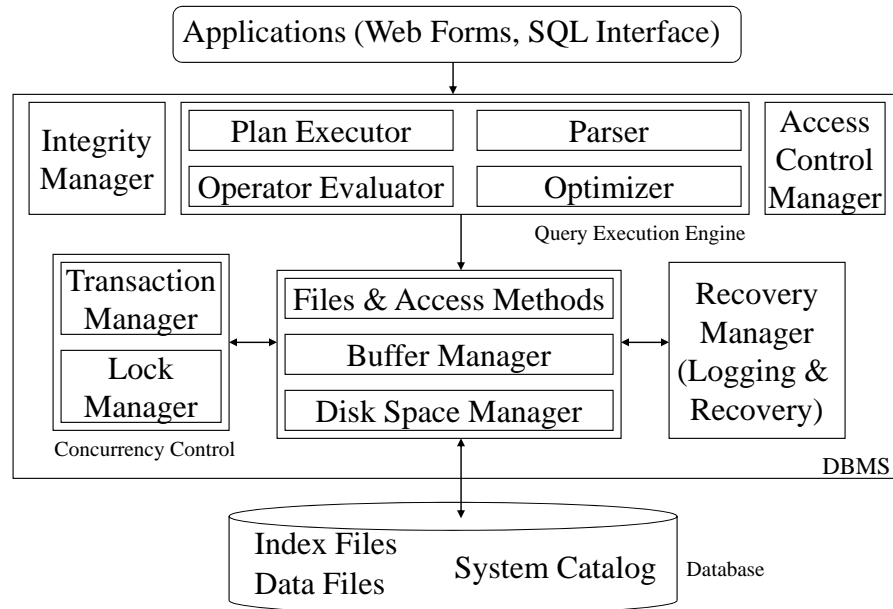 Applications (Web Forms, SQL Interface)
Integrity
Manager
Plan Executor
Parser
Operator Evaluator
Optimizer
Access
Control
Manager
Query Execution Engine
Transaction
Manager
Lock
Manager
Concurrency Control
Files & Access Methods
Buffer Manager
Disk Space Manager
Recovery
Manager
(Logging &
Recovery)
DBMS
Index Files
Data Files
System Catalog
Database